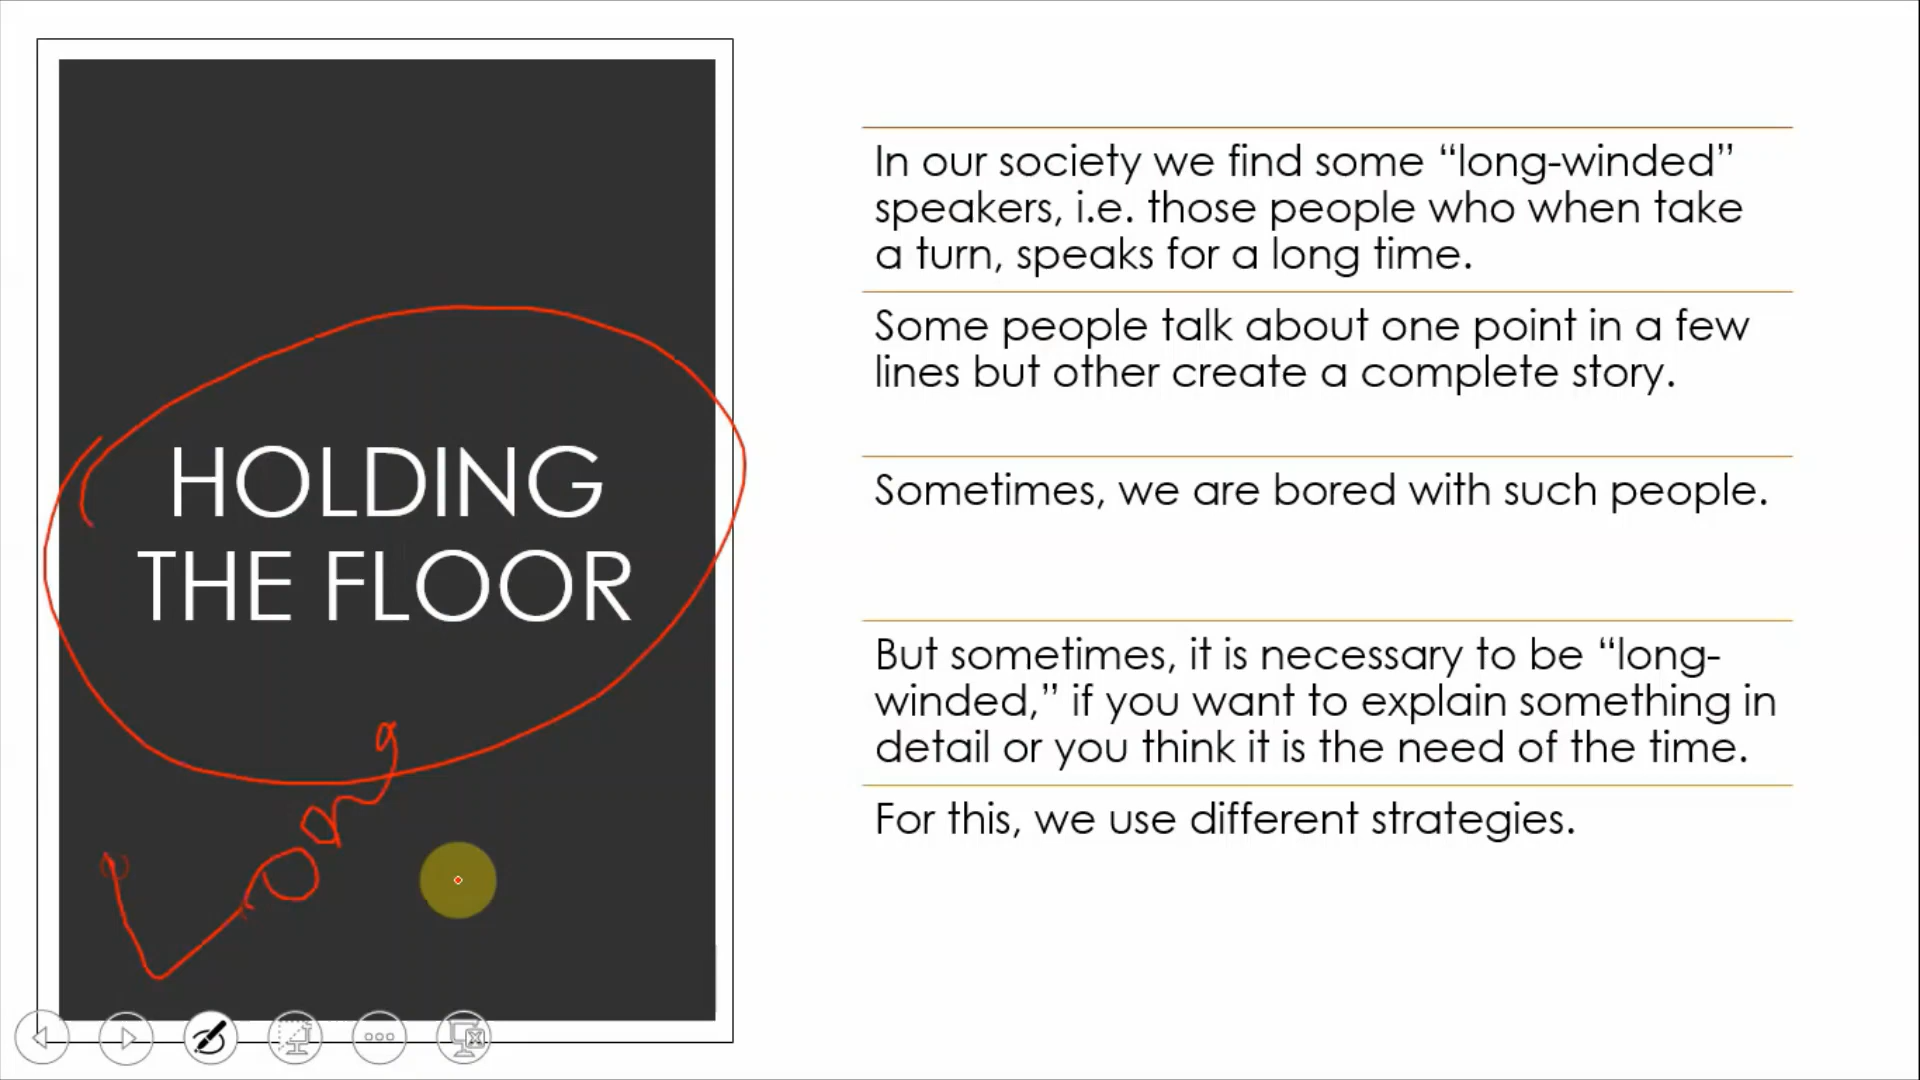 HOLDING
THE FLOOR
Long
In our society we find some “long-winded”
speakers, i.e. those people who when take
a turn, speaks for a long time.
Some people talk about one point in a few
lines but other create a complete story.
Sometimes, we are bored with such people.
But sometimes, it is necessary to be “long-
winded,” if you want to explain something in
detail or you think it is the need of the time.
For this, we use different strategies.